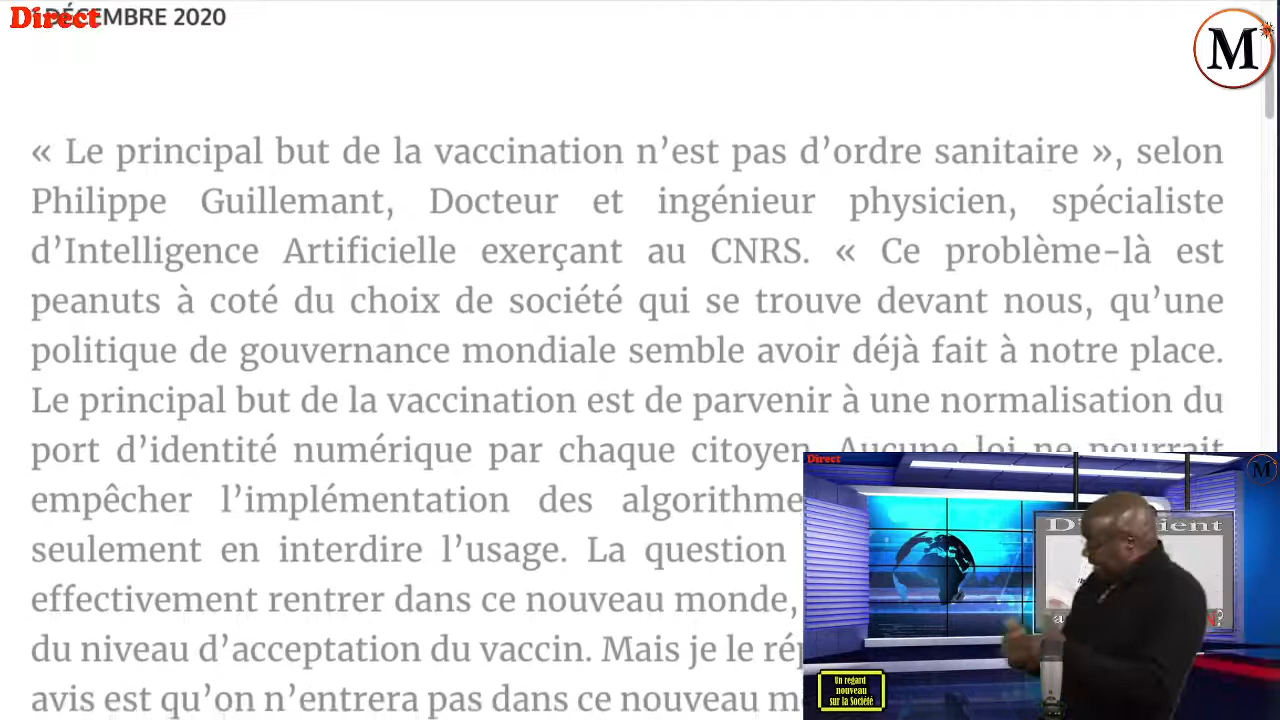 Direct
DÉCEMBRE 2020
M
« Le principal but de la vaccination n’est pas d’ordre sanitaire », selon
Philippe Guillemant, Docteur et ingénieur physicien, spécialiste
d’Intelligence Artificielle exerçant au CNRS. « Ce problème-là est
peanuts à coté du choix de société qui se trouve devant nous, qu’une
politique de gouvernance mondiale semble avoir déjà fait à notre place.
Le principal but de la vaccination est de parvenir à une normalisation du
port d’identité numérique par chaque citoyen. Aucune loi ne pourrait
empêcher l’implémentation des algorithme
seulement en interdire l’usage. La question
effectivement rentrer dans ce nouveau monde,
du niveau d’acceptation du vaccin. Mais je le rép
avis est qu’on n’entrera pas dans ce nouveau m
Direct
M
Un regard
nouveau
sur la Société